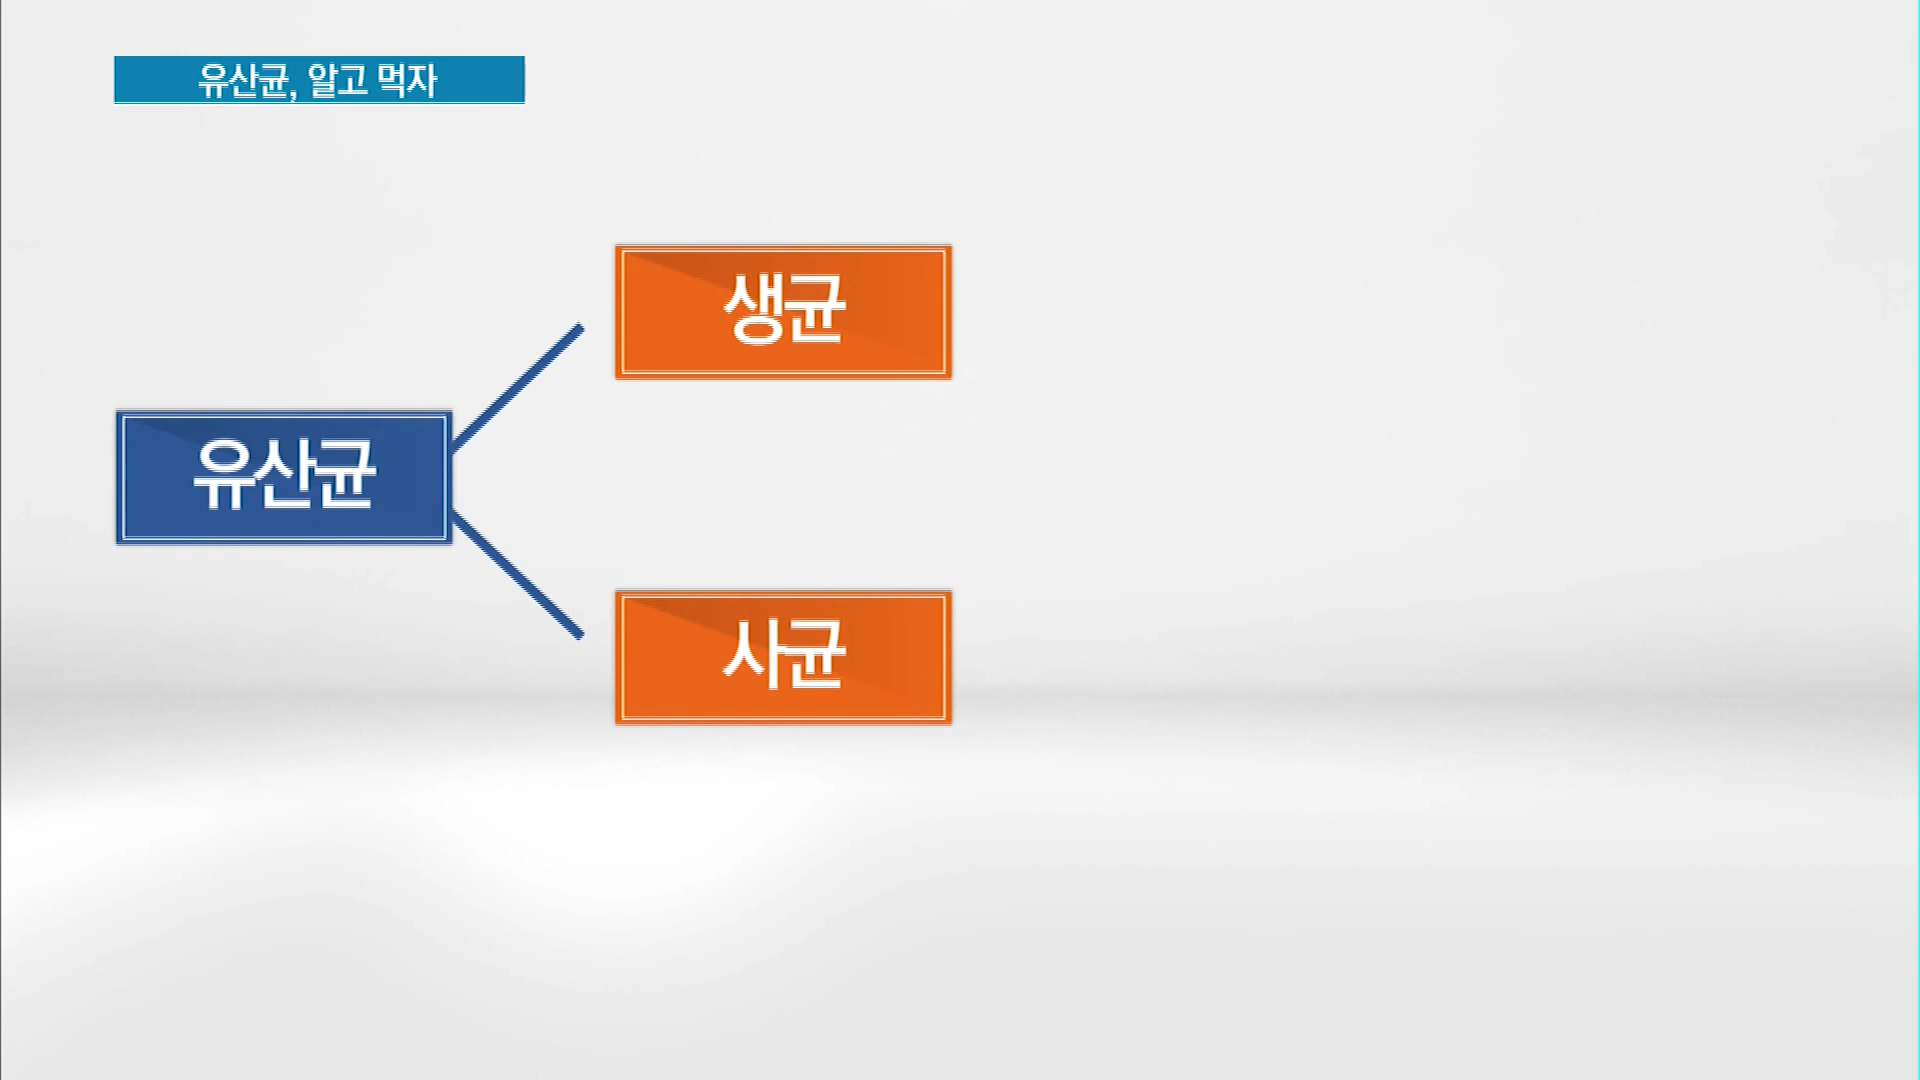 유산균, 알고 먹자
생균
유산균
사균